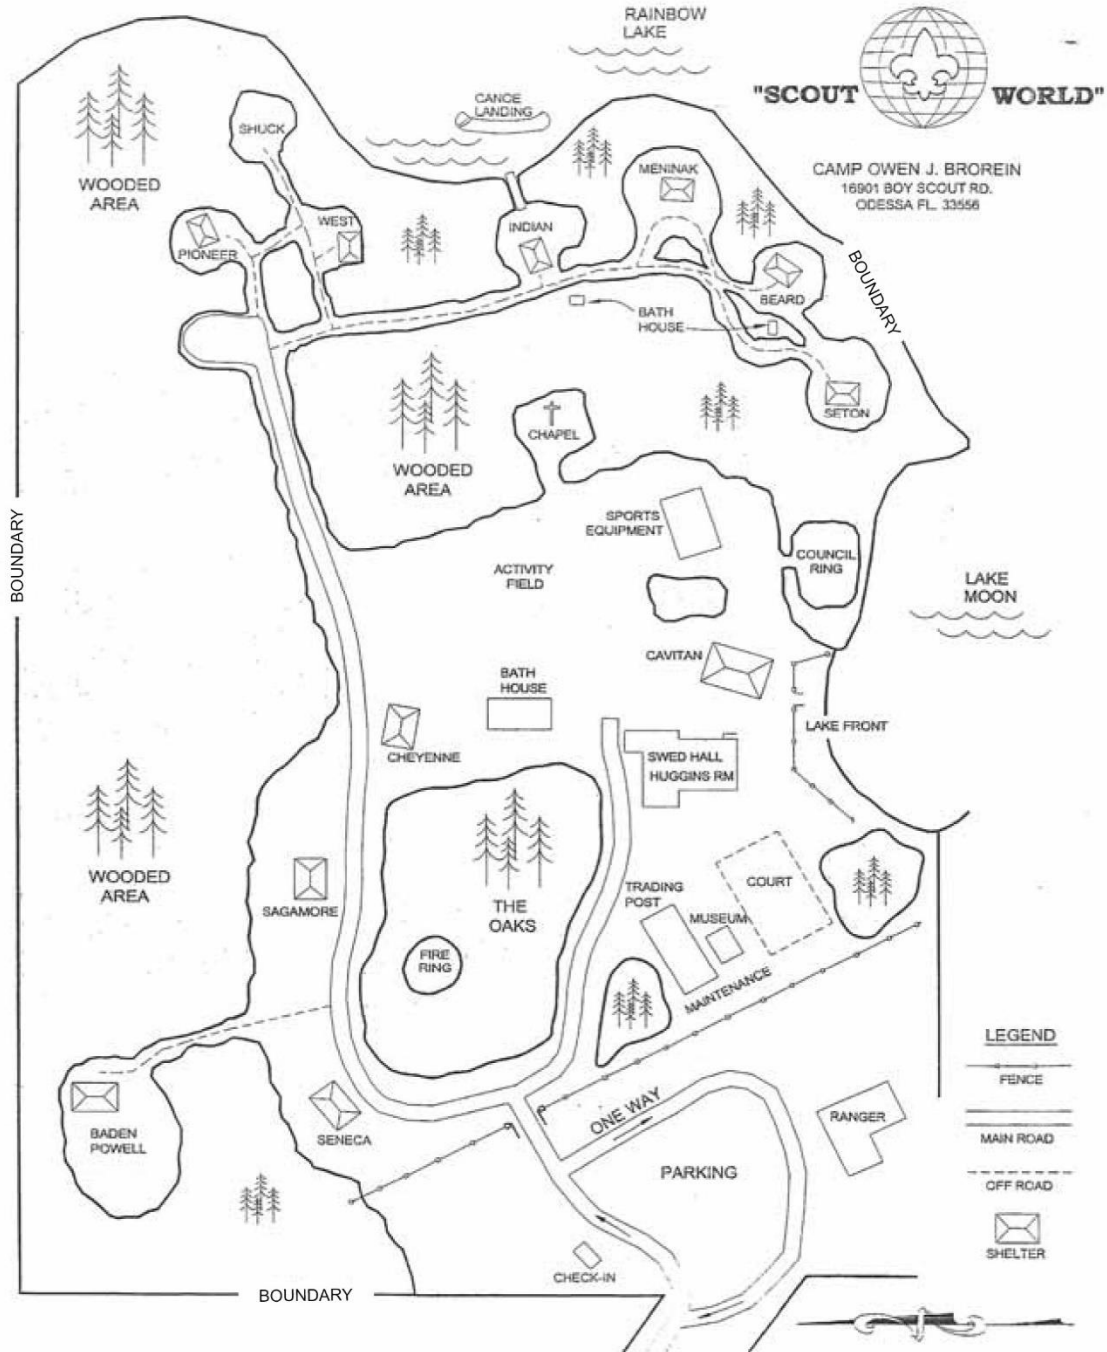 RAINBOW
LAKE
"SCOUT WORLD"
CANOE
LANDING
SHUCK
WOODED
AREA
MENINAK
CAMP OWEN J. BROREIN
16901 BOY SCOUT RD.
ODESSA FL. 33556
WEST
INDIAN
PIONEER
BOUNDARY
BEARD
BATH
HOUSE
SETON
CHAPEL
WOODED
AREA
SPORTS
EQUIPMENT
BOUNDARY
COUNCIL
RING
ACTIVITY
FIELD
LAKE
MOON
CAVITAN
BATH
HOUSE
LAKE FRONT
CHEYENNE
SWED HALL
HUGGINS RM
WOODED
AREA
COURT
TRADING
POST
THE
OAKS
SAGAMORE
MUSEUM
FIRE
RING
MAINTENANCE
LEGEND
FENCE
ONE WAY
RANGER
MAIN ROAD
BADEN
POWELL
SENECA
PARKING
OFF ROAD
SHELTER
CHECK-IN
BOUNDARY